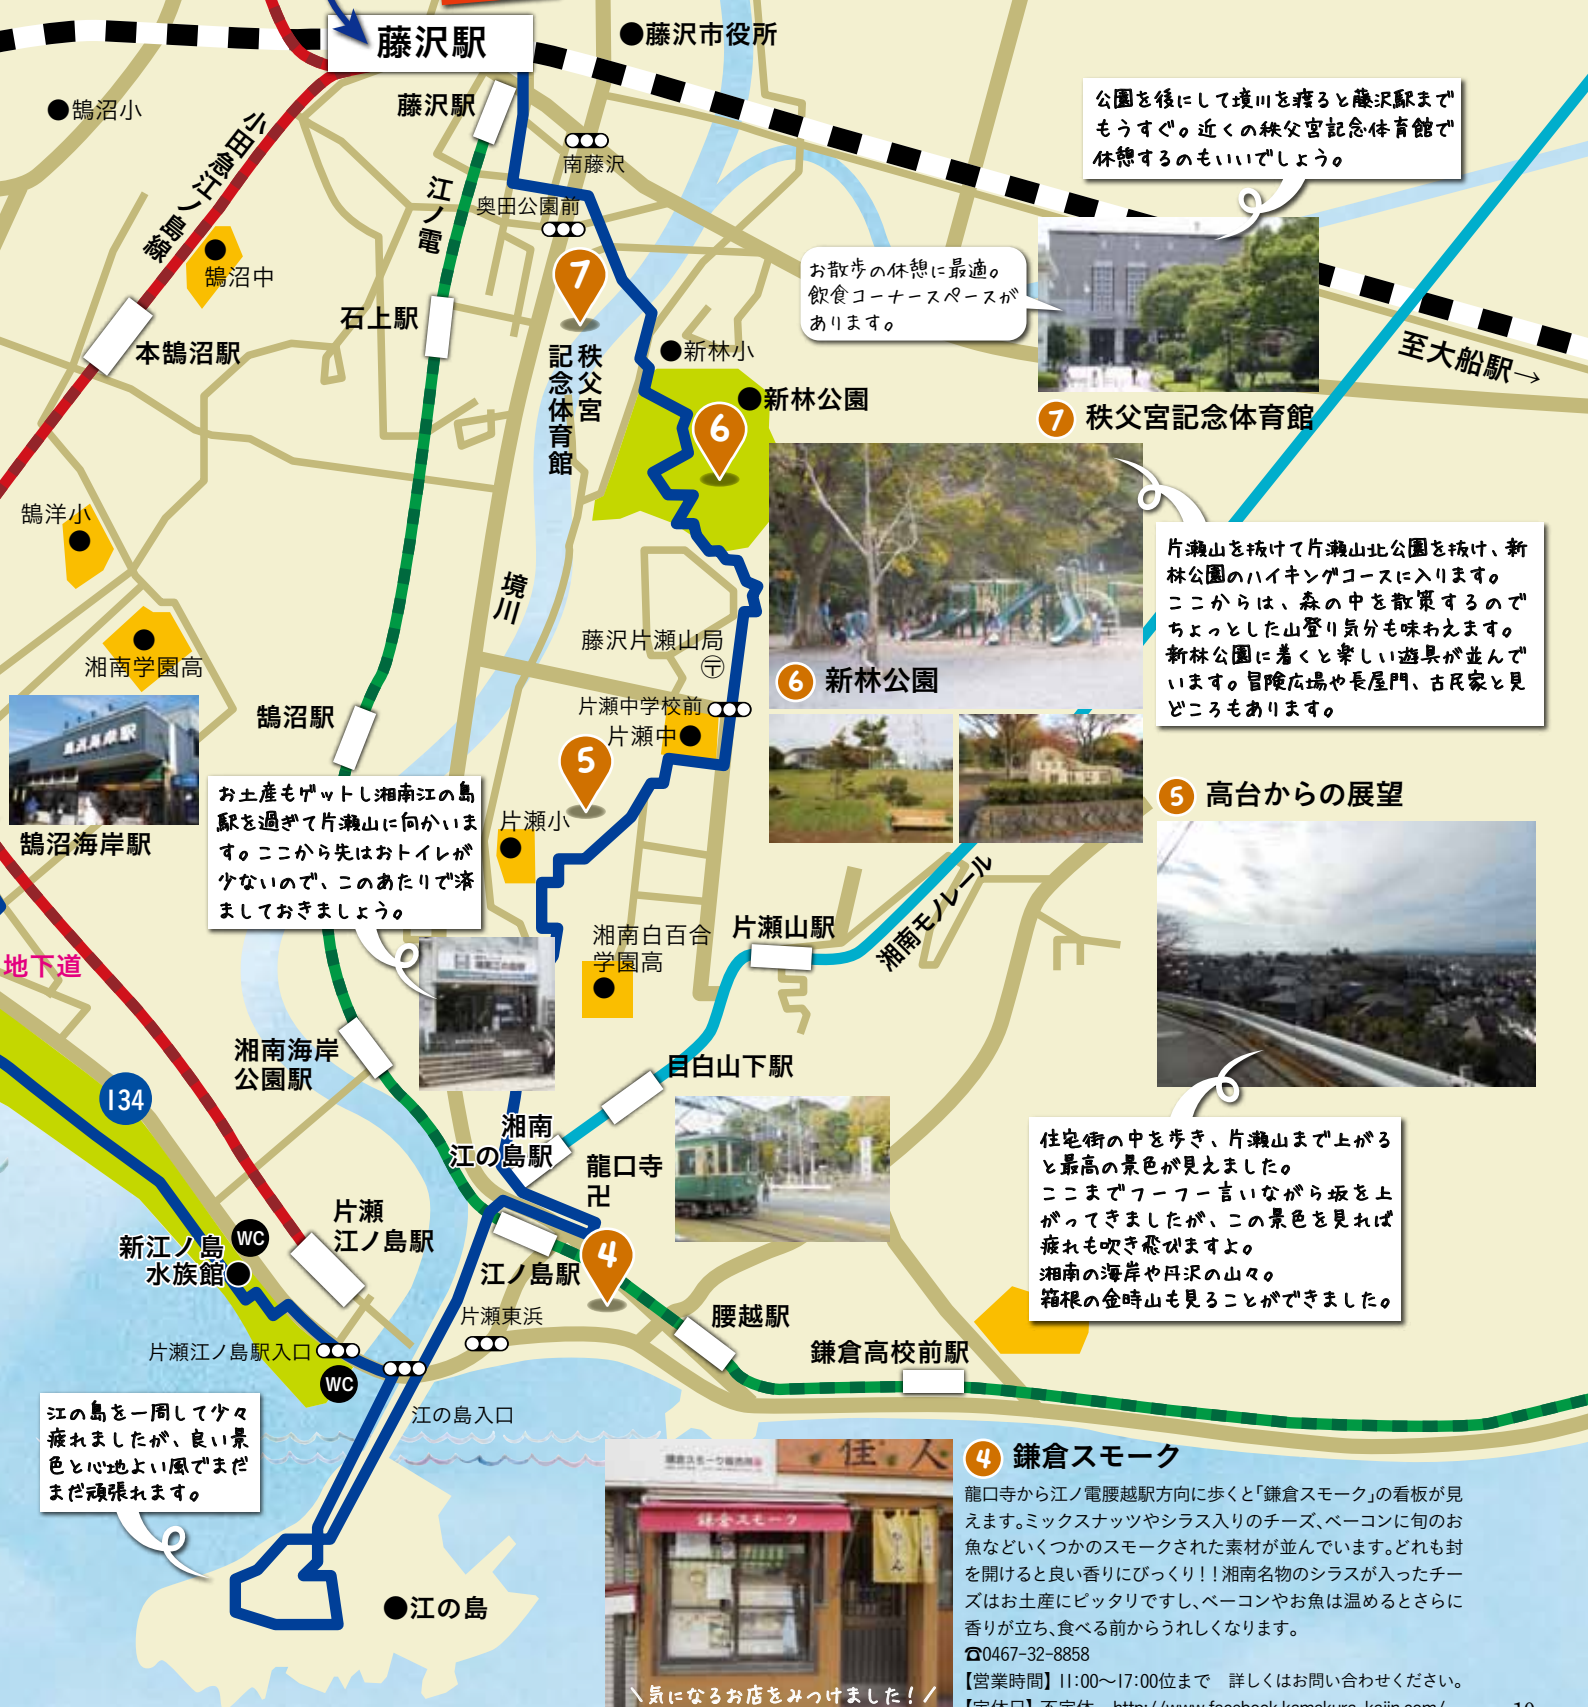 藤沢駅
●藤沢市役所
●鵠沼小
藤沢駅
小田急江ノ島線
江ノ電
南藤沢
奥田公園前
公園を後にして境川を渡ると藤沢駅まで
もうすぐ。近くの秩父宮記念体育館で
休憩するのもいいでしょう。
鵠沼中
7
お散歩の休憩に最適。
飲食コーナースペースが
あります。
石上駅
本鵠沼駅
秩父宮
記念体育館
●新林小
●新林公園
6
至大船駅→
7 秩父宮記念体育館
鵠洋小
境川
片瀬山を抜けて片瀬山北公園を抜け、新
林公園のハイキングコースに入ります。
ここからは、森の中を散策するので
ちょっとした山登り気分も味わえます。
新林公園に着くと楽しい遊具が並んで
います。冒険広場や長屋門、古民家と見
どころもあります。
湘南学園高
藤沢片瀬山局
〒
6 新林公園
鵠沼駅
片瀬中学校前
片瀬中
5
5 高台からの展望
鵠沼海岸駅
お土産もゲットし湘南江の島
駅を過ぎて片瀬山に向かいま
す。ここから先はおトイレが
少ないので、このあたりで済
ましておきましょう。
片瀬小
湘南モノレール
片瀬山駅
湘南白百合
学園高
地下道
湘南海岸
公園駅
目白山下駅
134
湘南
江の島駅
龍口寺
卍
住宅街の中を歩き、片瀬山まで上がる
と最高の景色が見えました。
ここまでフーフー言いながら坂を上
がってきましたが、この景色を見れば
疲れも吹き飛びますよ。
湘南の海岸や丹沢の山々。
箱根の金時山も見ることができました。
片瀬
江ノ島駅
WC
新江ノ島
水族館
江ノ島駅
4
片瀬東浜
腰越駅
鎌倉高校前駅
片瀬江ノ島駅入口
WC
江の島入口
江の島を一周して少々
疲れましたが、良い景
色と心地よい風でまだ
まだ頑張れます。
●江の島
鎌倉スモーク
\気になるお店をみつけました!/
4 鎌倉スモーク
龍口寺から江ノ電腰越駅方向に歩くと「鎌倉スモーク」の看板が見
えます。ミックスナッツやシラス入りのチーズ、ベーコンに旬のお
魚などいくつかのスモークされた素材が並んでいます。どれも封
を開けると良い香りにびっくり!!湘南名物のシラスが入ったチー
ズはお土産にピッタリですし、ベーコンやお魚は温めるとさらに
香りが立ち、食べる前からうれしくなります。
☎0467-32-8858
【営業時間】11:00〜17:00位まで　詳しくはお問い合わせください。